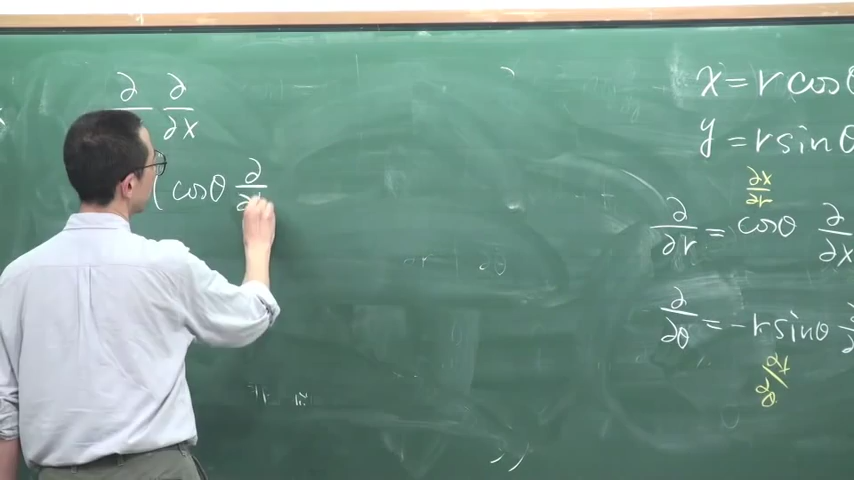 ∂ ∂
∂x
( cosθ ∂
x = r cosθ
y = r sinθ
∂x
∂r
∂/∂r = cosθ ∂/∂x
∂/∂θ = -r sinθ ∂
∂θ